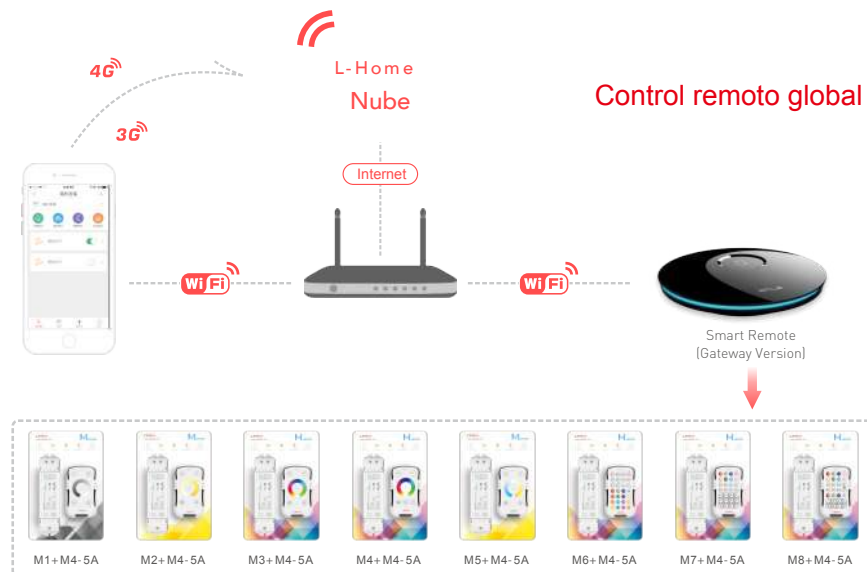 4G
L-Home
Nube
Control remoto global
3G
Internet
WiFi
WiFi
Smart Remote
(Gateway Version)
M1+M4-5A
M2+M4-5A
M3+M4-5A
M4+M4-5A
M5+M4-5A
M6+M4-5A
M7+M4-5A
M8+M4-5A